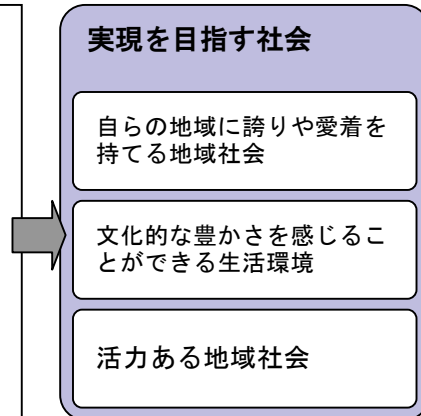 実現を目指す社会
自らの地域に誇りや愛着を
持てる地域社会
文化的な豊かさを感じるこ
とができる生活環境
活力ある地域社会